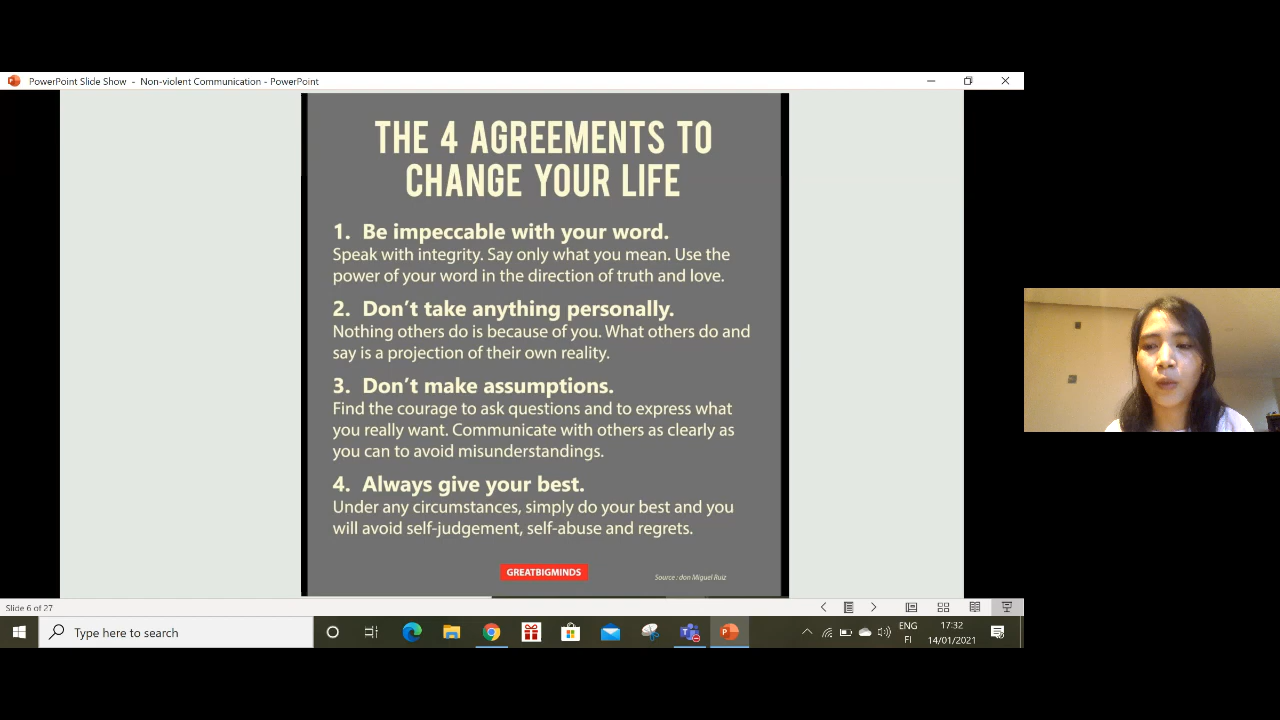 PowerPoint Slide Show - Non-violent Communication - PowerPoint
THE 4 AGREEMENTS TO
CHANGE YOUR LIFE
1. Be impeccable with your word.
Speak with integrity. Say only what you mean. Use the
power of your word in the direction of truth and love.
2. Don't take anything personally.
Nothing others do is because of you. What others do and
say is a projection of their own reality.
3. Don't make assumptions.
Find the courage to ask questions and to express what
you really want. Communicate with others as clearly as
you can to avoid misunderstandings.
4. Always give your best.
Under any circumstances, simply do your best and you
will avoid self-judgement, self-abuse and regrets.
GREATBIGMINDS
Source : don Miguel Ruiz
Slide 6 of 27
Type here to search
ENG
FI
17:32
14/01/2021